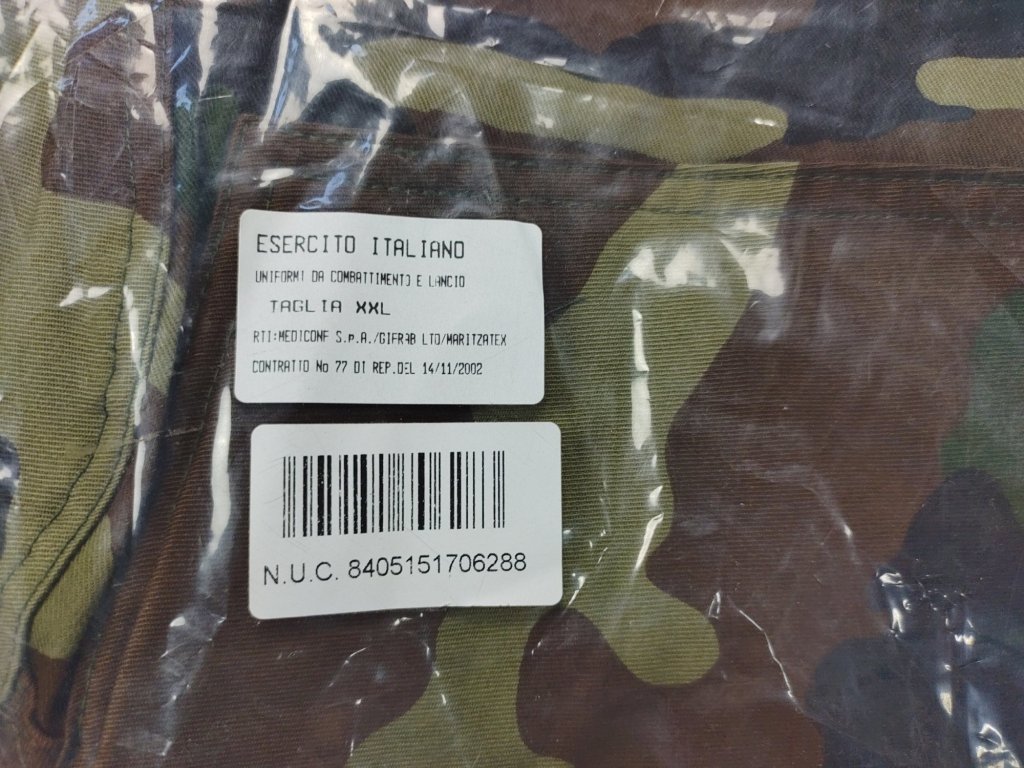 ESERCITO ITALIANO
UNIFORMI DA COMBATTIMENTO E LANCIO
TAGLIA XXL
RTI:MEDICONF S.p.A./GIFRAB LTD/MARITZATEX
CONTRATTO No 77 DI REP.DEL 14/11/2002
N.U.C. 8405151706288